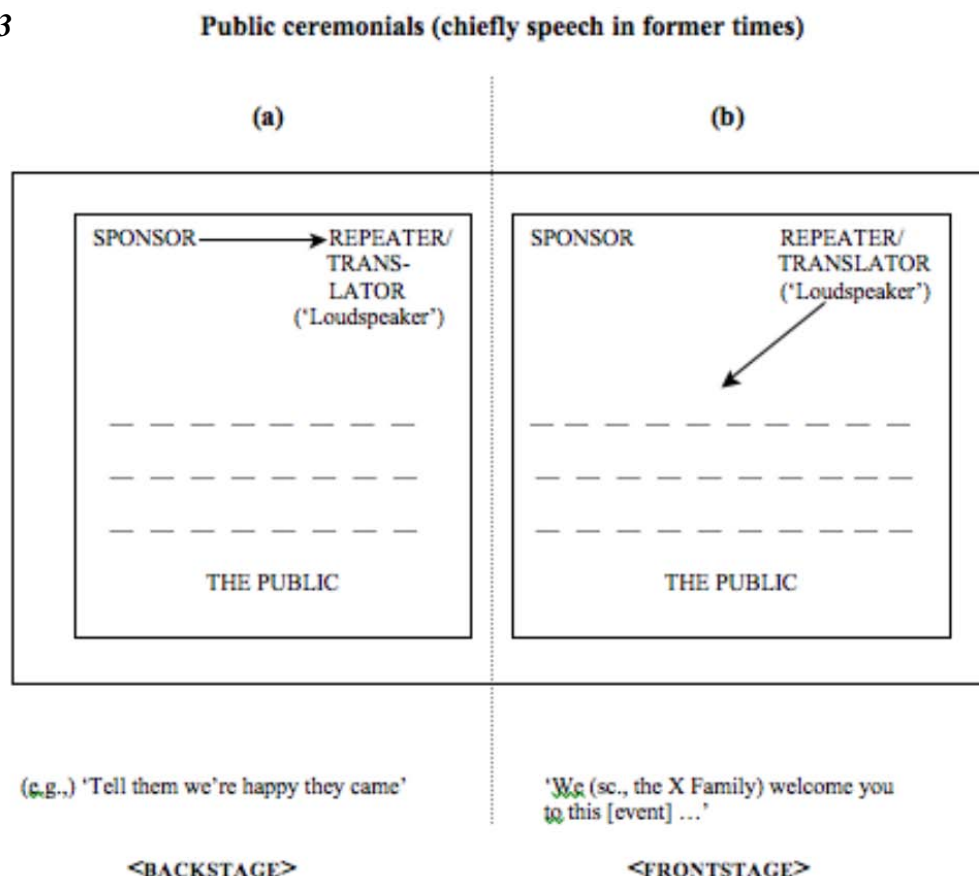 3
Public ceremonials (chiefly speech in former times)
(a)
(b)
SPONSOR
REPEATER/
TRANS-
LATOR
('Loudspeaker')
THE PUBLIC
SPONSOR
REPEATER/
TRANSLATOR
('Loudspeaker')
THE PUBLIC
(e.g.,) 'Tell them we're happy they came'
'We (sc., the X Family) welcome you
to this [event] …'
<BACKSTAGE>
<FRONTSTAGE>